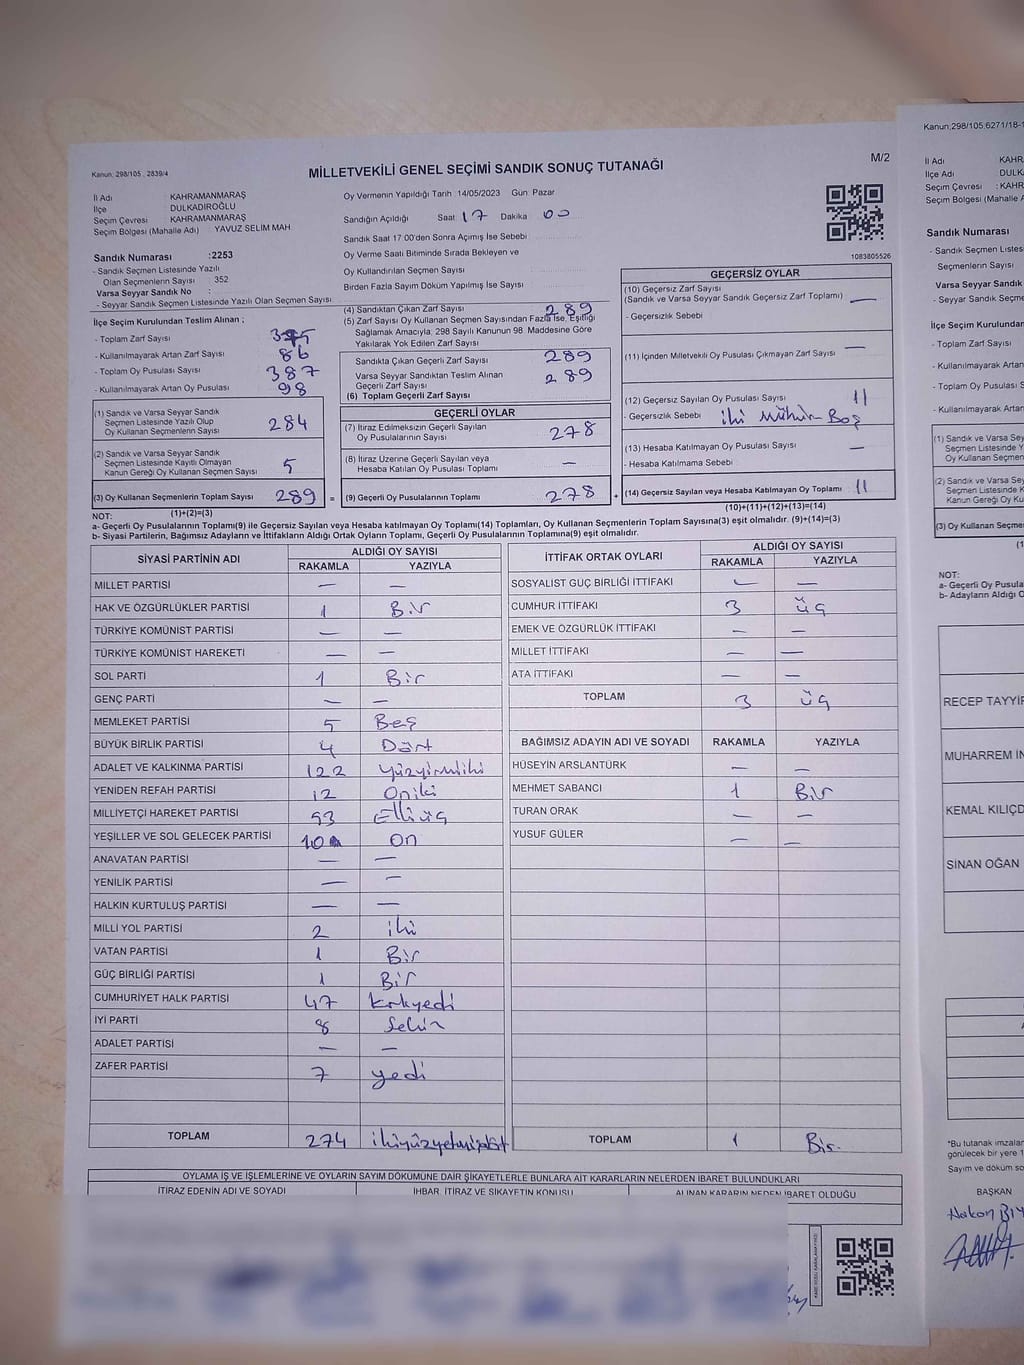 Kanun: 298/105 , 2839/4
MİLLETVEKİLİ GENEL SEÇİMİ SANDIK SONUÇ TUTANAĞI
M/2
İl Adı : KAHRAMANMARAŞ
İlçe : DULKADİROĞLU
Seçim Çevresi : KAHRAMANMARAŞ
Seçim Bölgesi (Mahalle Adı) : YAVUZ SELİM MAH
Oy Vermenin Yapıldığı Tarih :14/05/2023 Gün: Pazar
Sandığın Açıldığı Saat 17 Dakika 00
Sandık Saat 17:00'den Sonra Açımış İse Sebebi
Oy Verme Saati Bitiminde Sırada Bekleyen ve
Oy Kullandırılan Seçmen Sayısı
Birden Fazla Sayım Döküm Yapılmış İse Sayısı
1083805526
Sandık Numarası :2253
- Sandık Seçmen Listesinde Yazılı
Olan Seçmenlerin Sayısı : 352
Varsa Seyyar Sandık No :
- Seyyar Sandık Seçmen Listesinde Yazılı Olan Seçmen Sayısı
İlçe Seçim Kurulundan Teslim Alınan ;
- Toplam Zarf Sayısı
- Kullanılmayarak Artan Zarf Sayısı 86
- Toplam Oy Pusulası Sayısı 387
- Kullanılmayarak Artan Oy Pusulası 98
(1) Sandık ve Varsa Seyyar Sandık
Seçmen Listesinde Yazılı Olup
Oy Kullanan Seçmenlerin Sayısı 284
(2) Sandık ve Varsa Seyyar Sandık
Seçmen Listesinde Kayıtlı Olmayan
Kanun Gereği Oy Kullanan Seçmen Sayısı 5
(3) Oy Kullanan Seçmenlerin Toplam Sayısı 289 =
(1)+(2)=(3)
(4) Sandıktan Çıkan Zarf Sayısı 289
(5) Zarf Sayısı Oy Kullanan Seçmen Sayısından Fazla İse, Eşitliği
Sağlamak Amacıyla; 298 Sayılı Kanunun 98. Maddesine Göre
Yakılarak Yok Edilen Zarf Sayısı
Sandıkta Çıkan Geçerli Zarf Sayısı 289
Varsa Seyyar Sandıktan Teslim Alınan
Geçerli Zarf Sayısı
(6) Toplam Geçerli Zarf Sayısı 289
GEÇERLİ OYLAR
(7) İtiraz Edilmeksizin Geçerli Sayılan
Oy Pusulalarının Sayısı 278
(8) İtiraz Üzerine Geçerli Sayılan veya
Hesaba Katılan Oy Pusulası Toplamı —
(9) Geçerli Oy Pusulalarının Toplamı 278 +
GEÇERSİZ OYLAR
(10) Geçersiz Zarf Sayısı
(Sandık ve Varsa Seyyar Sandık Geçersiz Zarf Toplamı) —
- Geçersizlik Sebebi
(11) İçinden Milletvekili Oy Pusulası Çıkmayan Zarf Sayısı —
(12) Geçersiz Sayılan Oy Pusulası Sayısı 11
- Geçersizlik Sebebi iki Mühür Boş
(13) Hesaba Katılmayan Oy Pusulası Sayısı —
- Hesaba Katılmama Sebebi
(14) Geçersiz Sayılan veya Hesaba Katılmayan Oy Toplamı 11
(10)+(11)+(12)+(13)=(14)
NOT:
a- Geçerli Oy Pusulalarının Toplamı(9) ile Geçersiz Sayılan veya Hesaba katılmayan Oy Toplamı(14) Toplamları, Oy Kullanan Seçmenlerin Toplam Sayısına(3) eşit olmalıdır. (9)+(14)=(3)
b- Siyasi Partilerin, Bağımsız Adayların ve İttifakların Aldığı Ortak Oyların Toplamı, Geçerli Oy Pusulalarının Toplamına(9) eşit olmalıdır.
SİYASİ PARTİNİN ADI ALDIĞI OY SAYISI
RAKAMLA YAZIYLA
MİLLET PARTİSİ — —
HAK VE ÖZGÜRLÜKLER PARTİSİ 1 Bir
TÜRKİYE KOMÜNİST PARTİSİ — —
TÜRKİYE KOMÜNİST HAREKETİ — —
SOL PARTİ 1 Bir
GENÇ PARTİ — —
MEMLEKET PARTİSİ 5 Beş
BÜYÜK BİRLİK PARTİSİ 4 Dört
ADALET VE KALKINMA PARTİSİ 122 Yüzyirmiiki
YENİDEN REFAH PARTİSİ 12 Oniki
MİLLİYETÇİ HAREKET PARTİSİ 53 Elliüç
YEŞİLLER VE SOL GELECEK PARTİSİ 10 On
ANAVATAN PARTİSİ — —
YENİLİK PARTİSİ — —
HALKIN KURTULUŞ PARTİSİ — —
MİLLİ YOL PARTİSİ 2 iki
VATAN PARTİSİ 1 Bir
GÜÇ BİRLİĞİ PARTİSİ 1 Bir
CUMHURİYET HALK PARTİSİ 47 Kırkyedi
İYİ PARTİ 8 Sekiz
ADALET PARTİSİ — —
ZAFER PARTİSİ 7 yedi
TOPLAM 274 ikiyüzyetmişdört
İTTİFAK ORTAK OYLARI ALDIĞI OY SAYISI
RAKAMLA YAZIYLA
SOSYALİST GÜÇ BİRLİĞİ İTTİFAKI — —
CUMHUR İTTİFAKI 3 üç
EMEK VE ÖZGÜRLÜK İTTİFAKI — —
MİLLET İTTİFAKI — —
ATA İTTİFAKI — —
TOPLAM 3 üç
BAĞIMSIZ ADAYIN ADI VE SOYADI RAKAMLA YAZIYLA
HÜSEYİN ARSLANTÜRK — —
MEHMET SABANCI 1 Bir
TURAN ORAK — —
YUSUF GÜLER — —
TOPLAM 1 Bir
OYLAMA İŞ VE İŞLEMLERİNE VE OYLARIN SAYIM DÖKÜMÜNE DAİR ŞİKAYETLERLE BUNLARA AİT KARARLARIN NELERDEN İBARET BULUNDUKLARI
İTİRAZ EDENİN ADI VE SOYADI İHBAR, İTİRAZ VE ŞİKAYETİN KONUSU ALINAN KARARIN NEDEN İBARET OLDUĞU
Kanun:298/105;6271/18-1
İl Adı : KAHR
İlçe : DULK
Seçim Çevresi : KAHR
Seçim Bölgesi (Mahalle A
Sandık Numarası
- Sandık Seçmen Listes
Seçmenlerin Sayısı
Varsa Seyyar Sandık
- Seyyar Sandık Seçme
İlçe Seçim Kurulundan
- Toplam Zarf Sayısı
- Kullanılmayarak Artan
- Toplam Oy Pusulası S
- Kullanılmayarak Artan
(1) Sandık ve Varsa Sey
Seçmen Listesinde Ya
Oy Kullanan Seçmenl
(2) Sandık ve Varsa Sey
Seçmen Listesinde Ka
Kanun Gereği Oy Kull
(3) Oy Kullanan Seçme
NOT:
a- Geçerli Oy Pusula
b- Adayların Aldığı O
RECEP TAYYİ
MUHARREM İN
KEMAL KILIÇD
SİNAN OĞAN
*Bu tutanak imzalar
görülecek bir yere 1
Sayım ve döküm so
BAŞKAN